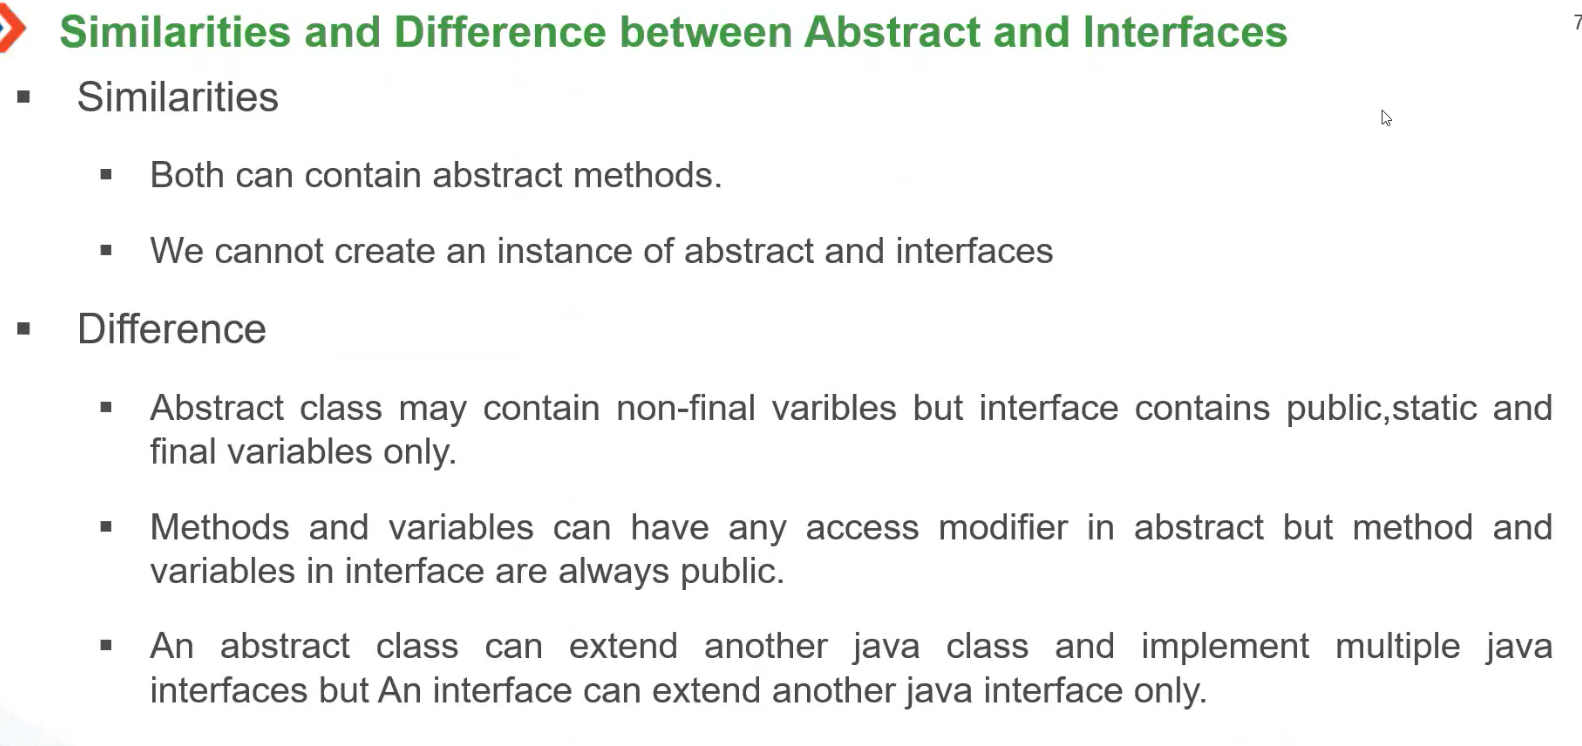 Similarities and Difference between Abstract and Interfaces
7
▪ Similarities
▪ Both can contain abstract methods.
▪ We cannot create an instance of abstract and interfaces
▪ Difference
▪ Abstract class may contain non-final varibles but interface contains public,static and
final variables only.
▪ Methods and variables can have any access modifier in abstract but method and
variables in interface are always public.
▪ An abstract class can extend another java class and implement multiple java
interfaces but An interface can extend another java interface only.